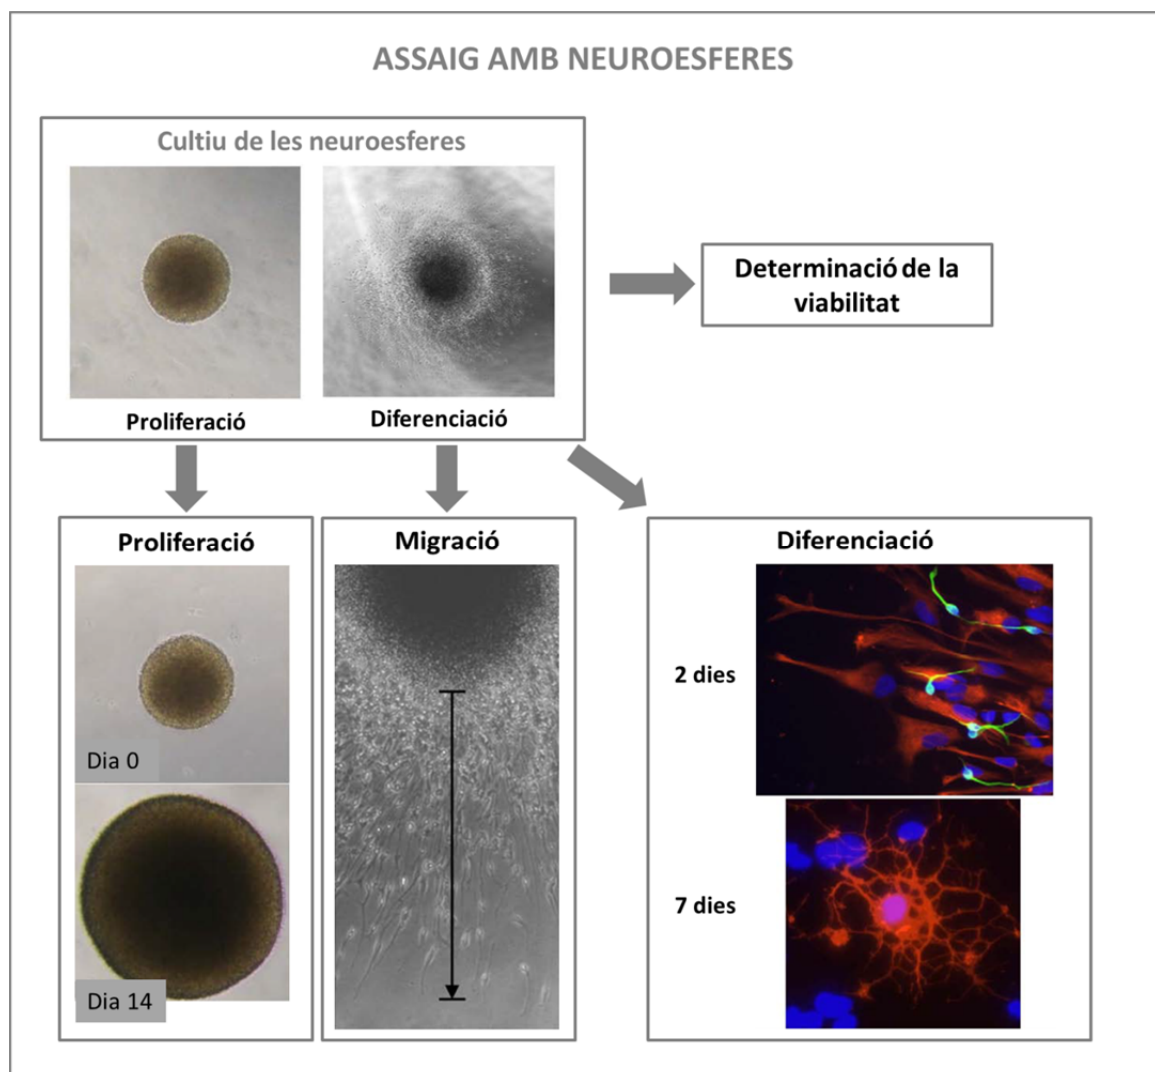 ASSAIG AMB NEUROESFERES
Cultiu de les neuroesferes
Proliferació
Diferenciació
Determinació de la
viabilitat
Proliferació
Dia 0
Dia 14
Migració
Diferenciació
2 dies
7 dies